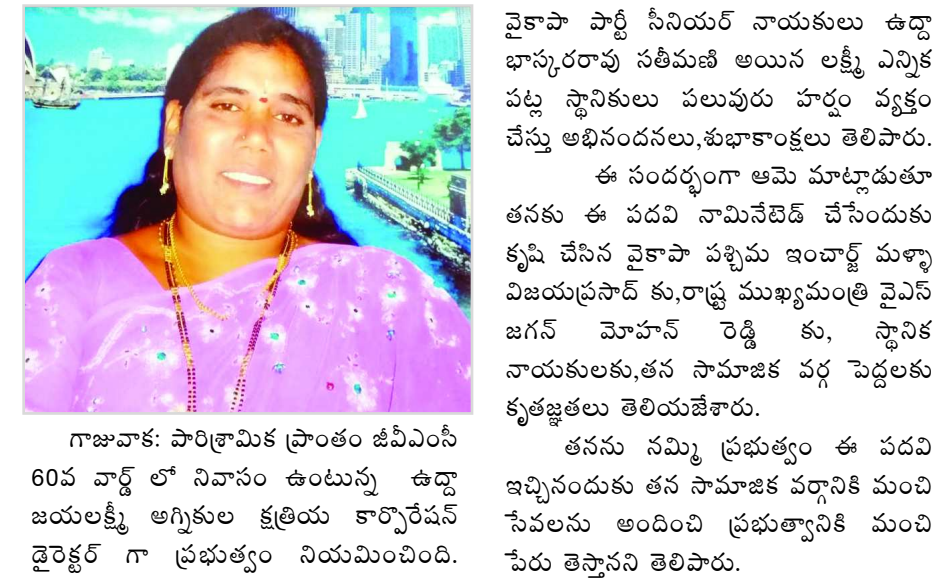 గాజువాక: పారిశ్రామిక ప్రాంతం జీవీఎంసీ
60వ వార్డ్ లో నివాసం ఉంటున్న ఉద్దా
జయలక్ష్మీ అగ్నికుల క్షత్రియ కార్పొరేషన్
డైరెక్టర్ గా ప్రభుత్వం నియమించింది.
వైకాపా పార్టీ సీనియర్ నాయకులు ఉద్దా
భాస్కరరావు సతీమణి అయిన లక్ష్మీ ఎన్నిక
పట్ల స్థానికులు పలువురు హర్షం వ్యక్తం
చేస్తు అభినందనలు,శుభాకాంక్షలు తెలిపారు.
ఈ సందర్భంగా ఆమె మాట్లాడుతూ
తనకు ఈ పదవి నామినేటెడ్ చేసేందుకు
కృషి చేసిన వైకాపా పశ్చిమ ఇంచార్జ్ మళ్ళా
విజయప్రసాద్ కు,రాష్ట్ర ముఖ్యమంత్రి వైఎస్
జగన్ మోహన్ రెడ్డి కు, స్థానిక
నాయకులకు,తన సామాజిక వర్గ పెద్దలకు
కృతజ్ఞతలు తెలియజేశారు.
తనను నమ్మి ప్రభుత్వం ఈ పదవి
ఇచ్చినందుకు తన సామాజిక వర్గానికి మంచి
సేవలను అందించి ప్రభుత్వానికి మంచి
పేరు తెస్తానని తెలిపారు.